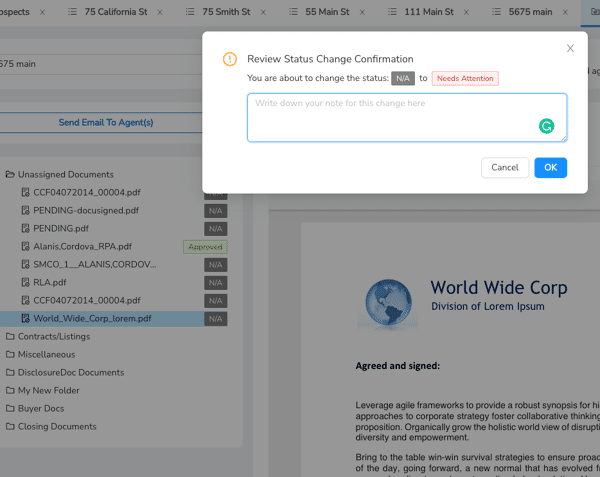 ospects
75 California St
75 Smith St
55 Main St
111 Main St
5675 main
675 main
Review Status Change Confirmation
You are about to change the status: N/A to Needs Attention
Write down your note for this change here
Cancel
OK
Send Email To Agent(s)
Unassigned Documents
CCF04072014_00004.pdf N/A
PENDING-docusigned.pdf N/A
PENDING.pdf N/A
Alanis,Cordova_RPA.pdf Approved
SMCO_1__ALANIS,CORDOV... N/A
RLA.pdf N/A
CCF04072014_00004.pdf N/A
World_Wide_Corp_lorem.pdf N/A
Contracts/Listings
Miscellaneous
DisclosureDoc Documents
My New Folder
Buyer Docs
Closing Documents
World Wide Corp
Division of Lorem Ipsum
Agreed and signed:
Leverage agile frameworks to provide a robust synopsis for hi
approaches to corporate strategy foster collaborative thinking
proposition. Organically grow the holistic world view of disrupti
diversity and empowerment.
Bring to the table win-win survival strategies to ensure proac
of the day, going forward, a new normal that has evolved f